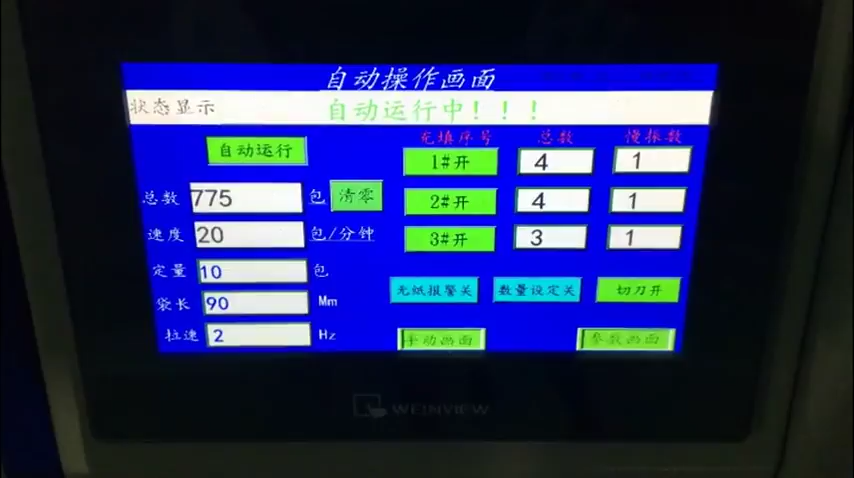 自动操作画面
状态显示 自动运行中！！！
充填序号 总数 慢振数
自动运行 1#开 4 1
总数 775 包 清零 2#开 4 1
速度 20 包/分钟 3#开 3 1
定量 10 包
无纸报警关 数量设定关 切刀开
袋长 90 Mm
拉速 2 Hz 手动画面 参数画面
WEINVIEW